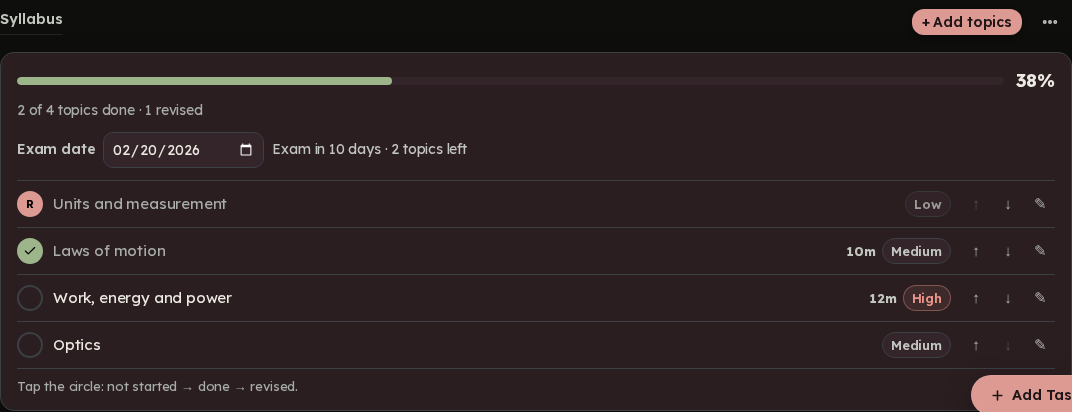 Syllabus
+ Add topics •••
38%
2 of 4 topics done · 1 revised
Exam date 02/20/2026 Exam in 10 days · 2 topics left
R Units and measurement Low ↑ ↓ ✎
✓ Laws of motion 10m Medium ↑ ↓ ✎
Work, energy and power 12m High ↑ ↓ ✎
Optics Medium ↑ ↓ ✎
Tap the circle: not started → done → revised.
+ Add Tas